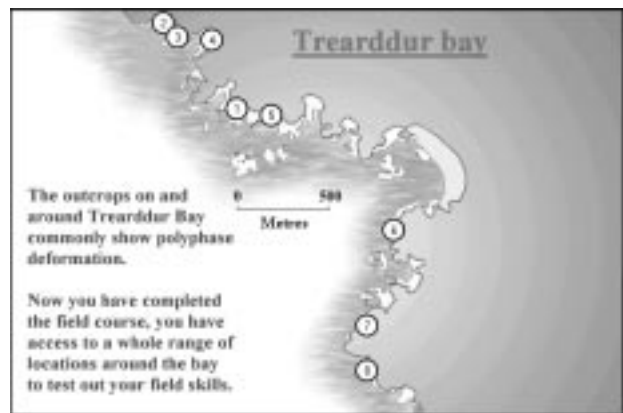 Trearddur bay
2
3
4
1
5
The outcrops on and
around Trearddur Bay
commonly show polyphase
deformation.
0 500
Metres
6
Now you have completed
the field course, you have
access to a whole range of
locations around the bay
to test out your field skills.
7
8